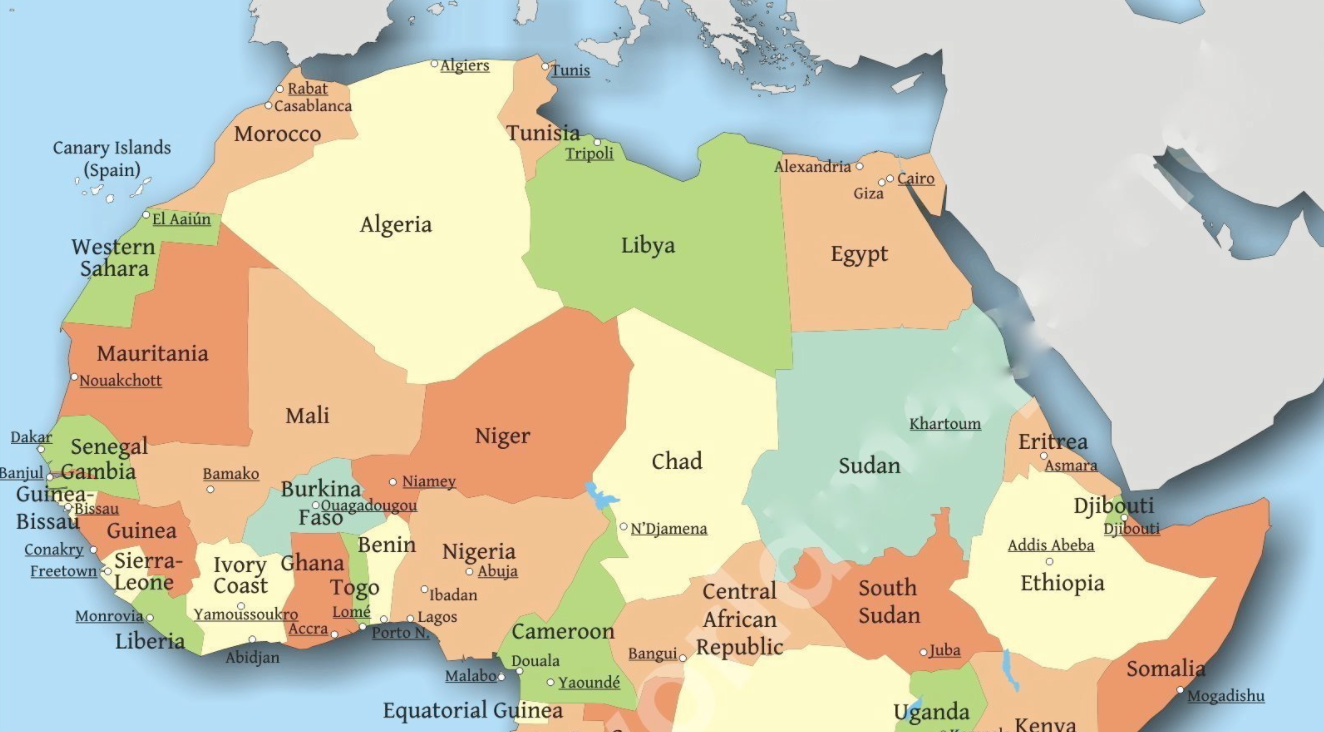 Algiers
Tunis
Rabat
Casablanca
Morocco
Tunisia
Tripoli
Canary Islands
(Spain)
Alexandria
Cairo
Giza
El Aaiún
Algeria
Libya
Egypt
Western
Sahara
Mauritania
Nouakchott
Mali
Niger
Chad
Sudan
Khartoum
Eritrea
Asmara
Dakar
Senegal
Banjul
Gambia
Bamako
Niamey
Guinea-
Bissau
Bissau
Burkina
Faso
Ouagadougou
N'Djamena
Djibouti
Djibouti
Guinea
Conakry
Freetown
Sierra-
Leone
Ivory
Coast
Yamoussoukro
Ghana
Togo
Benin
Nigeria
Abuja
Ibadan
Lagos
Lomé
Accra
Porto N.
Monrovia
Liberia
Abidjan
Addis Abeba
Ethiopia
Central
African
Republic
South
Sudan
Juba
Bangui
Cameroon
Douala
Malabo
Yaoundé
Equatorial Guinea
Somalia
Mogadishu
Uganda
Kenya